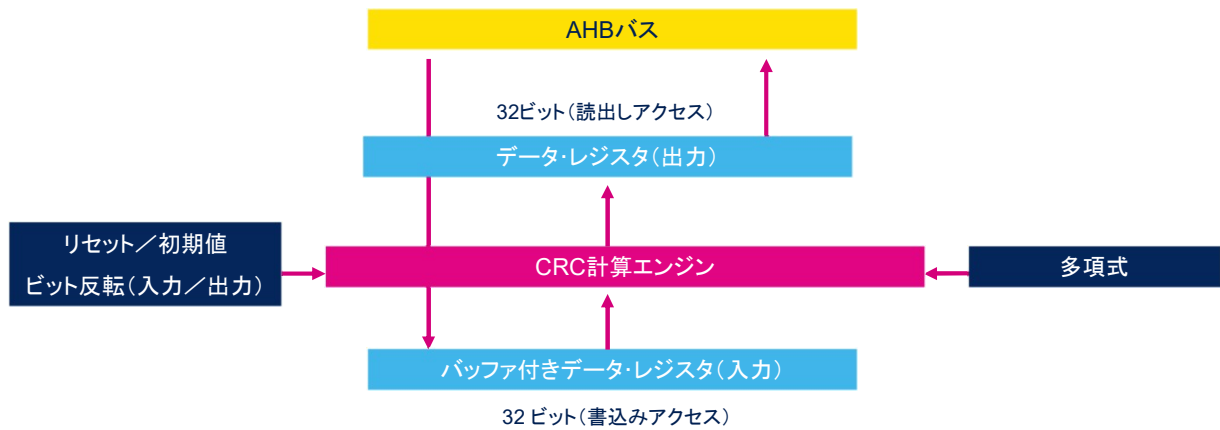 AHBバス
32ビット(読出しアクセス)
データ・レジスタ(出力)
リセット／初期値
ビット反転(入力／出力)
CRC計算エンジン
多項式
バッファ付きデータ・レジスタ(入力)
32 ビット(書込みアクセス)